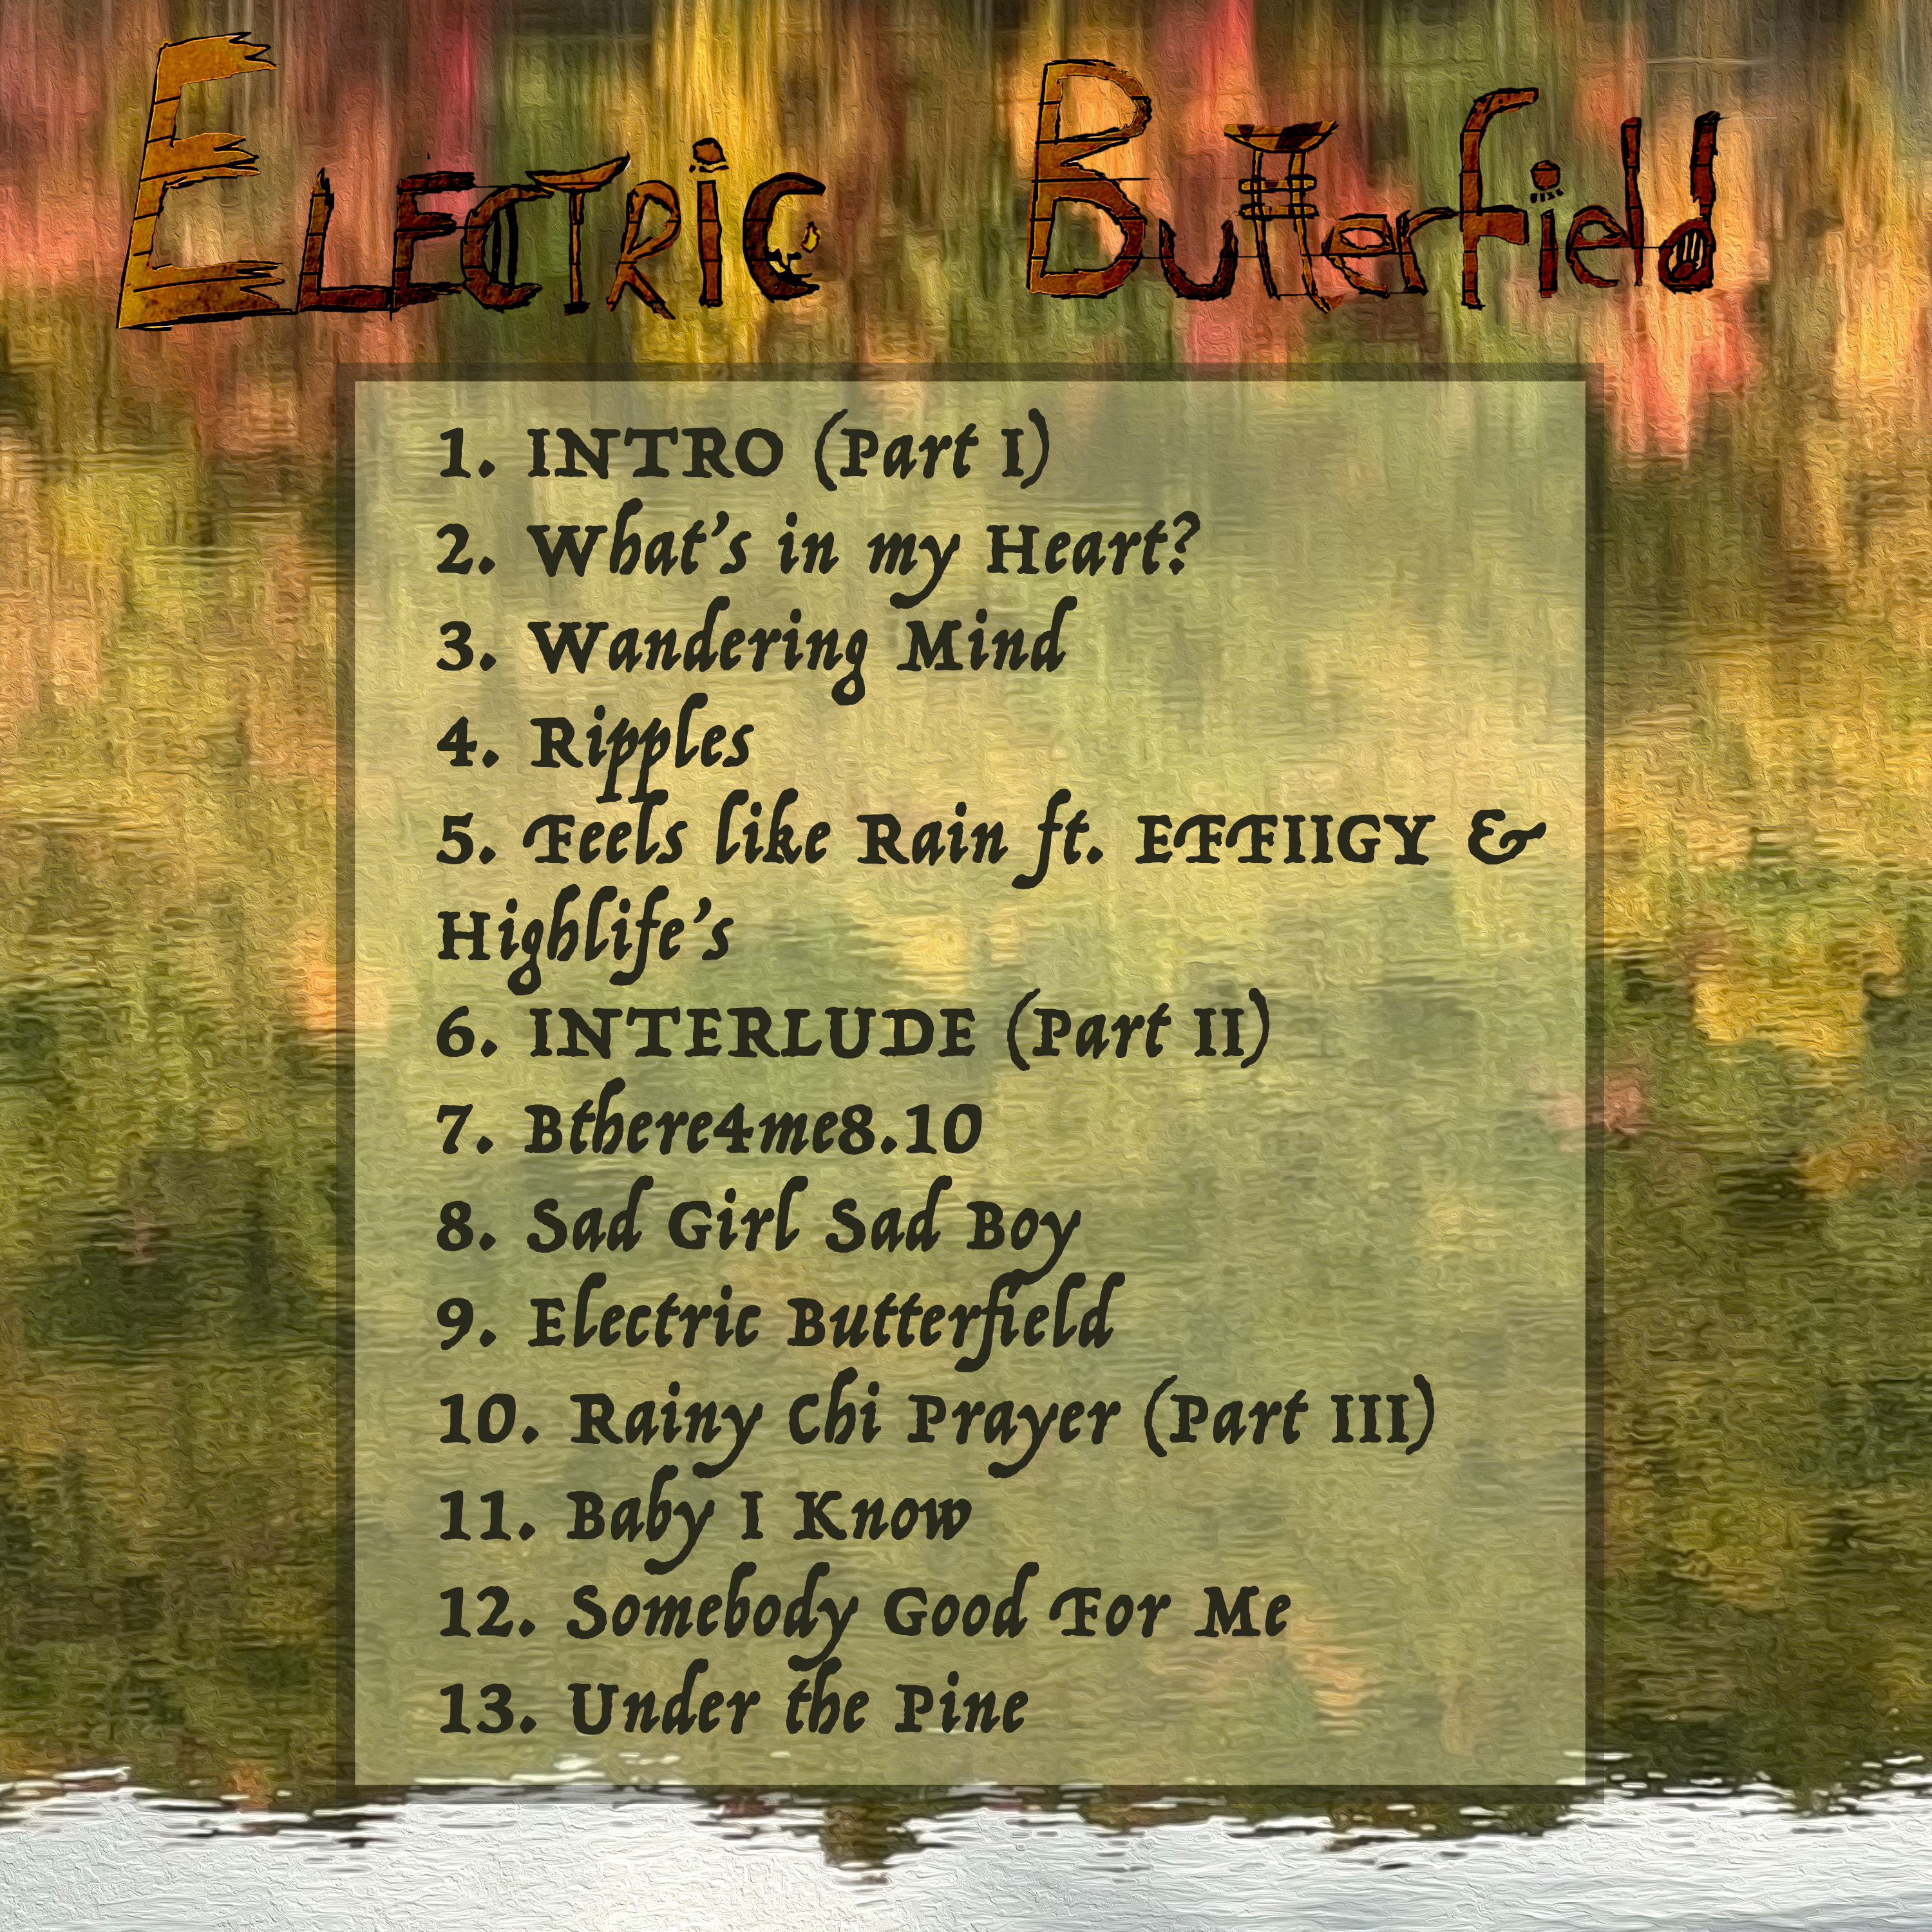 Electric Butterfield
1. INTRO (Part I)
2. What's in my Heart?
3. Wandering Mind
4. Ripples
5. Feels like Rain ft. EFFIIGY &
Highlife's
6. INTERLUDE (Part II)
7. Bthere4me8.10
8. Sad Girl Sad Boy
9. Electric Butterfield
10. Rainy Chi Prayer (Part III)
11. Baby I Know
12. Somebody Good For Me
13. Under the Pine